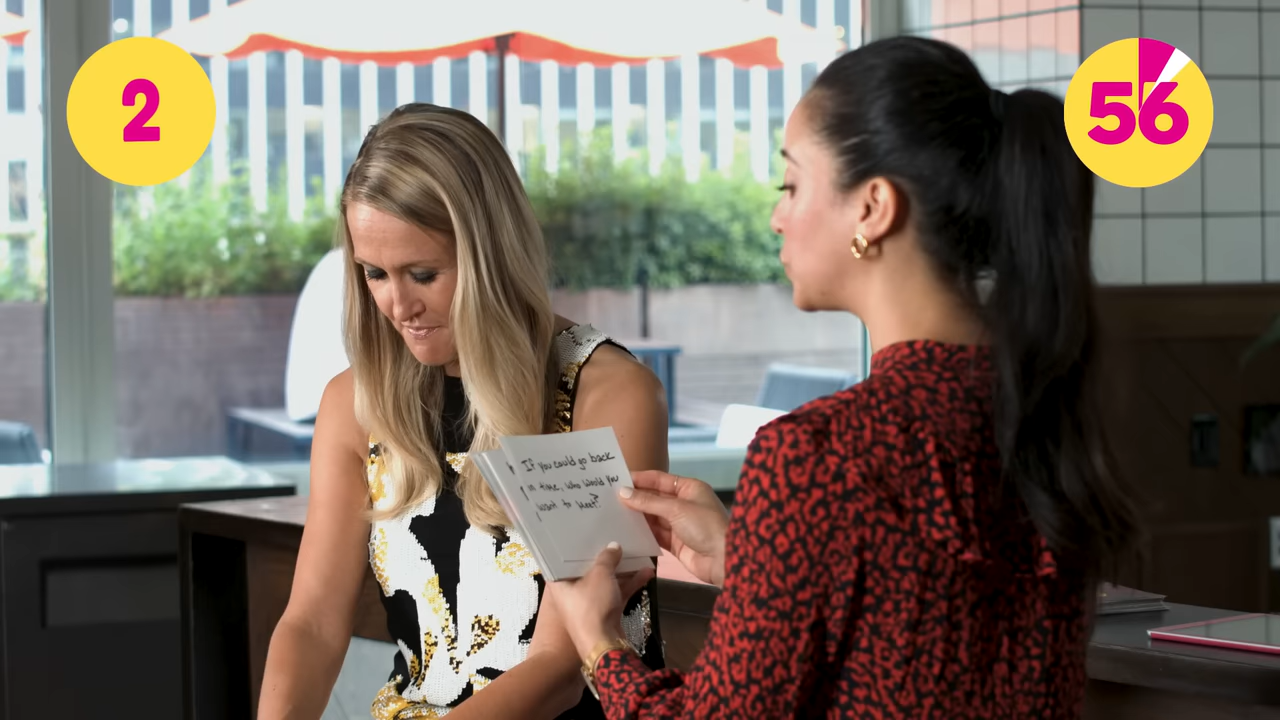 2
56
If you could go back
in time, who would you
want to meet?